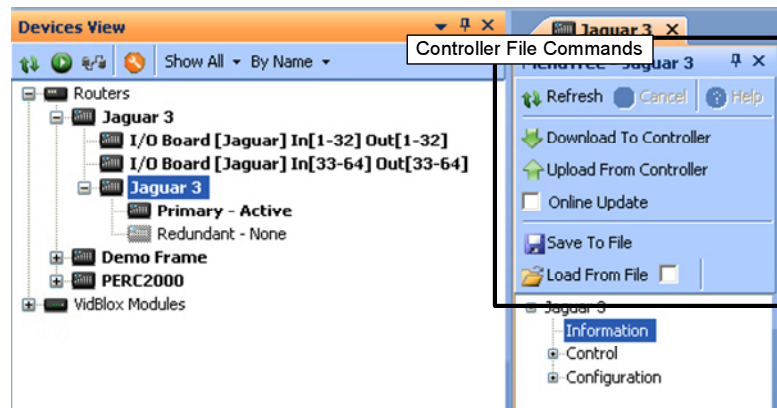 Devices View
Show All By Name
Routers
Jaguar 3
I/O Board [Jaguar] In[1-32] Out[1-32]
I/O Board [Jaguar] In[33-64] Out[33-64]
Jaguar 3
Primary - Active
Redundant - None
Demo Frame
PERC2000
VidBlox Modules
Jaguar 3
Controller File Commands
MenuTree - Jaguar 3
Refresh Cancel Help
Download To Controller
Upload From Controller
Online Update
Save To File
Load From File
Jaguar 3
Information
Control
Configuration